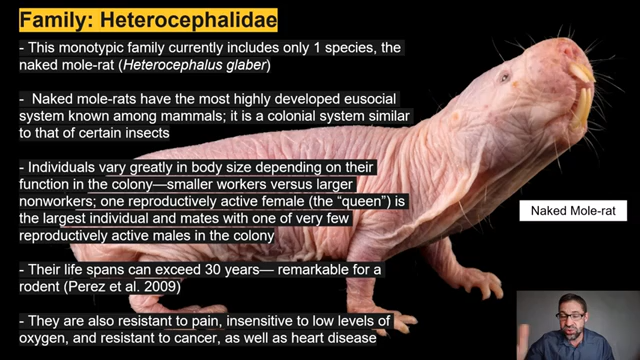 Family: Heterocephalidae
- This monotypic family currently includes only 1 species, the
naked mole-rat (Heterocephalus glaber)
- Naked mole-rats have the most highly developed eusocial
system known among mammals; it is a colonial system similar
to that of certain insects
- Individuals vary greatly in body size depending on their
function in the colony—smaller workers versus larger
nonworkers; one reproductively active female (the “queen”) is
the largest individual and mates with one of very few
reproductively active males in the colony
- Their life spans can exceed 30 years— remarkable for a
rodent (Perez et al. 2009)
- They are also resistant to pain, insensitive to low levels of
oxygen, and resistant to cancer, as well as heart disease
Naked Mole-rat